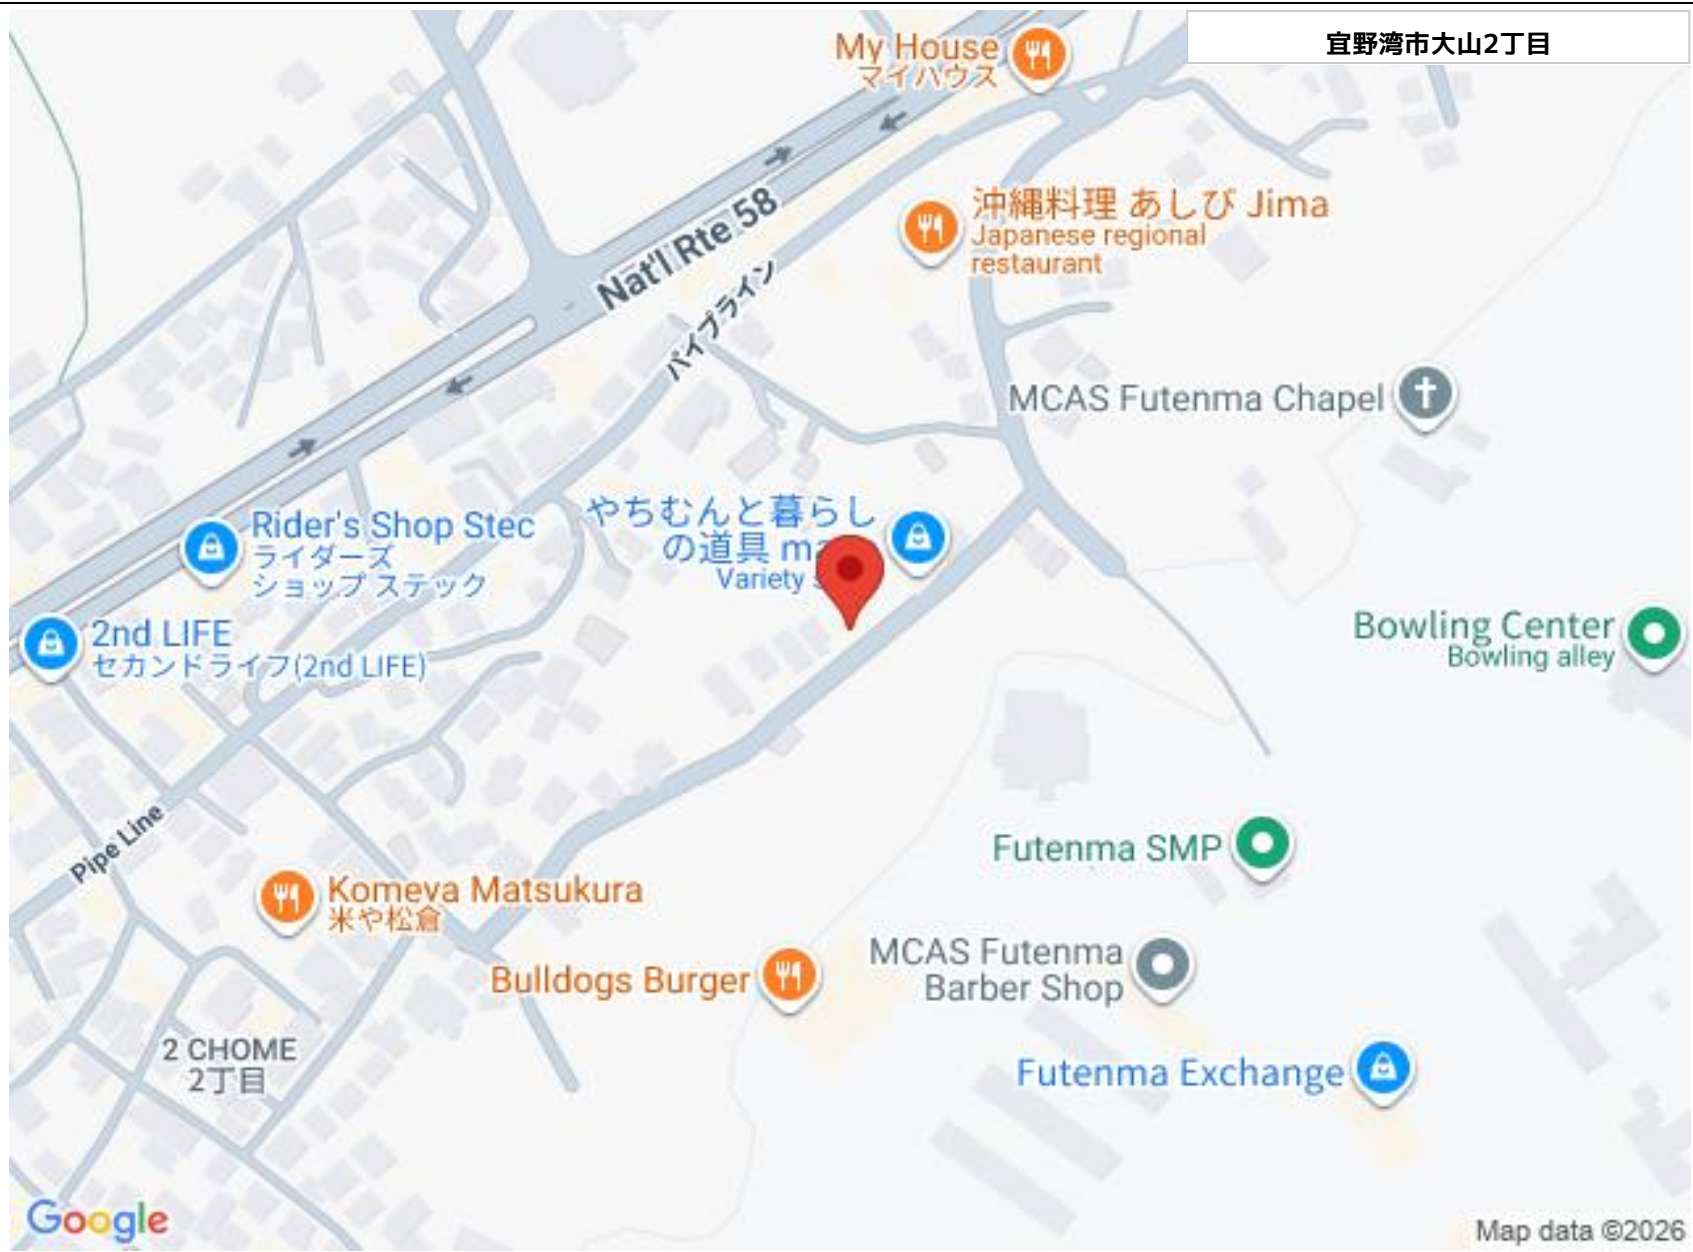 宜野湾市大山2丁目
My House
マイハウス
沖縄料理 あしび Jima
Japanese regional
restaurant
Nat'l Rte 58
パイプライン
MCAS Futenma Chapel
やちむんと暮らし
の道具
Variety
Rider's Shop Stec
ライダーズ
ショップ ステック
2nd LIFE
セカンドライフ(2nd LIFE)
Bowling Center
Bowling alley
Pipe Line
Futenma SMP
Komeva Matsukura
米や松倉
Bulldogs Burger
MCAS Futenma
Barber Shop
2 CHOME
2丁目
Futenma Exchange
Google
Map data ©2026